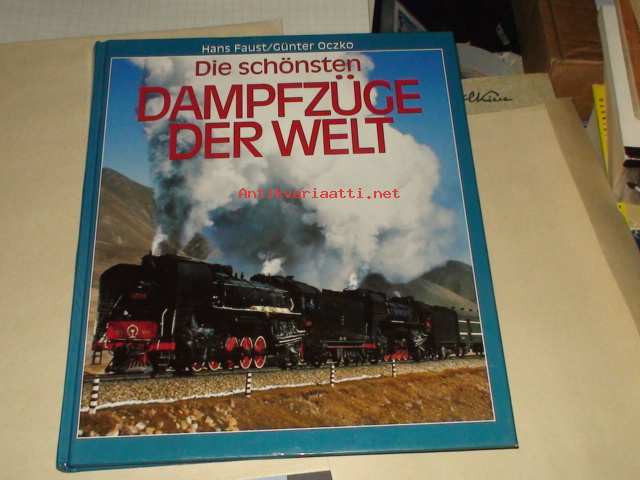 Hans Faust/Günter Oczko
Die schönsten
DAMPFZÜGE
DER WELT
Antikvariaatti.net